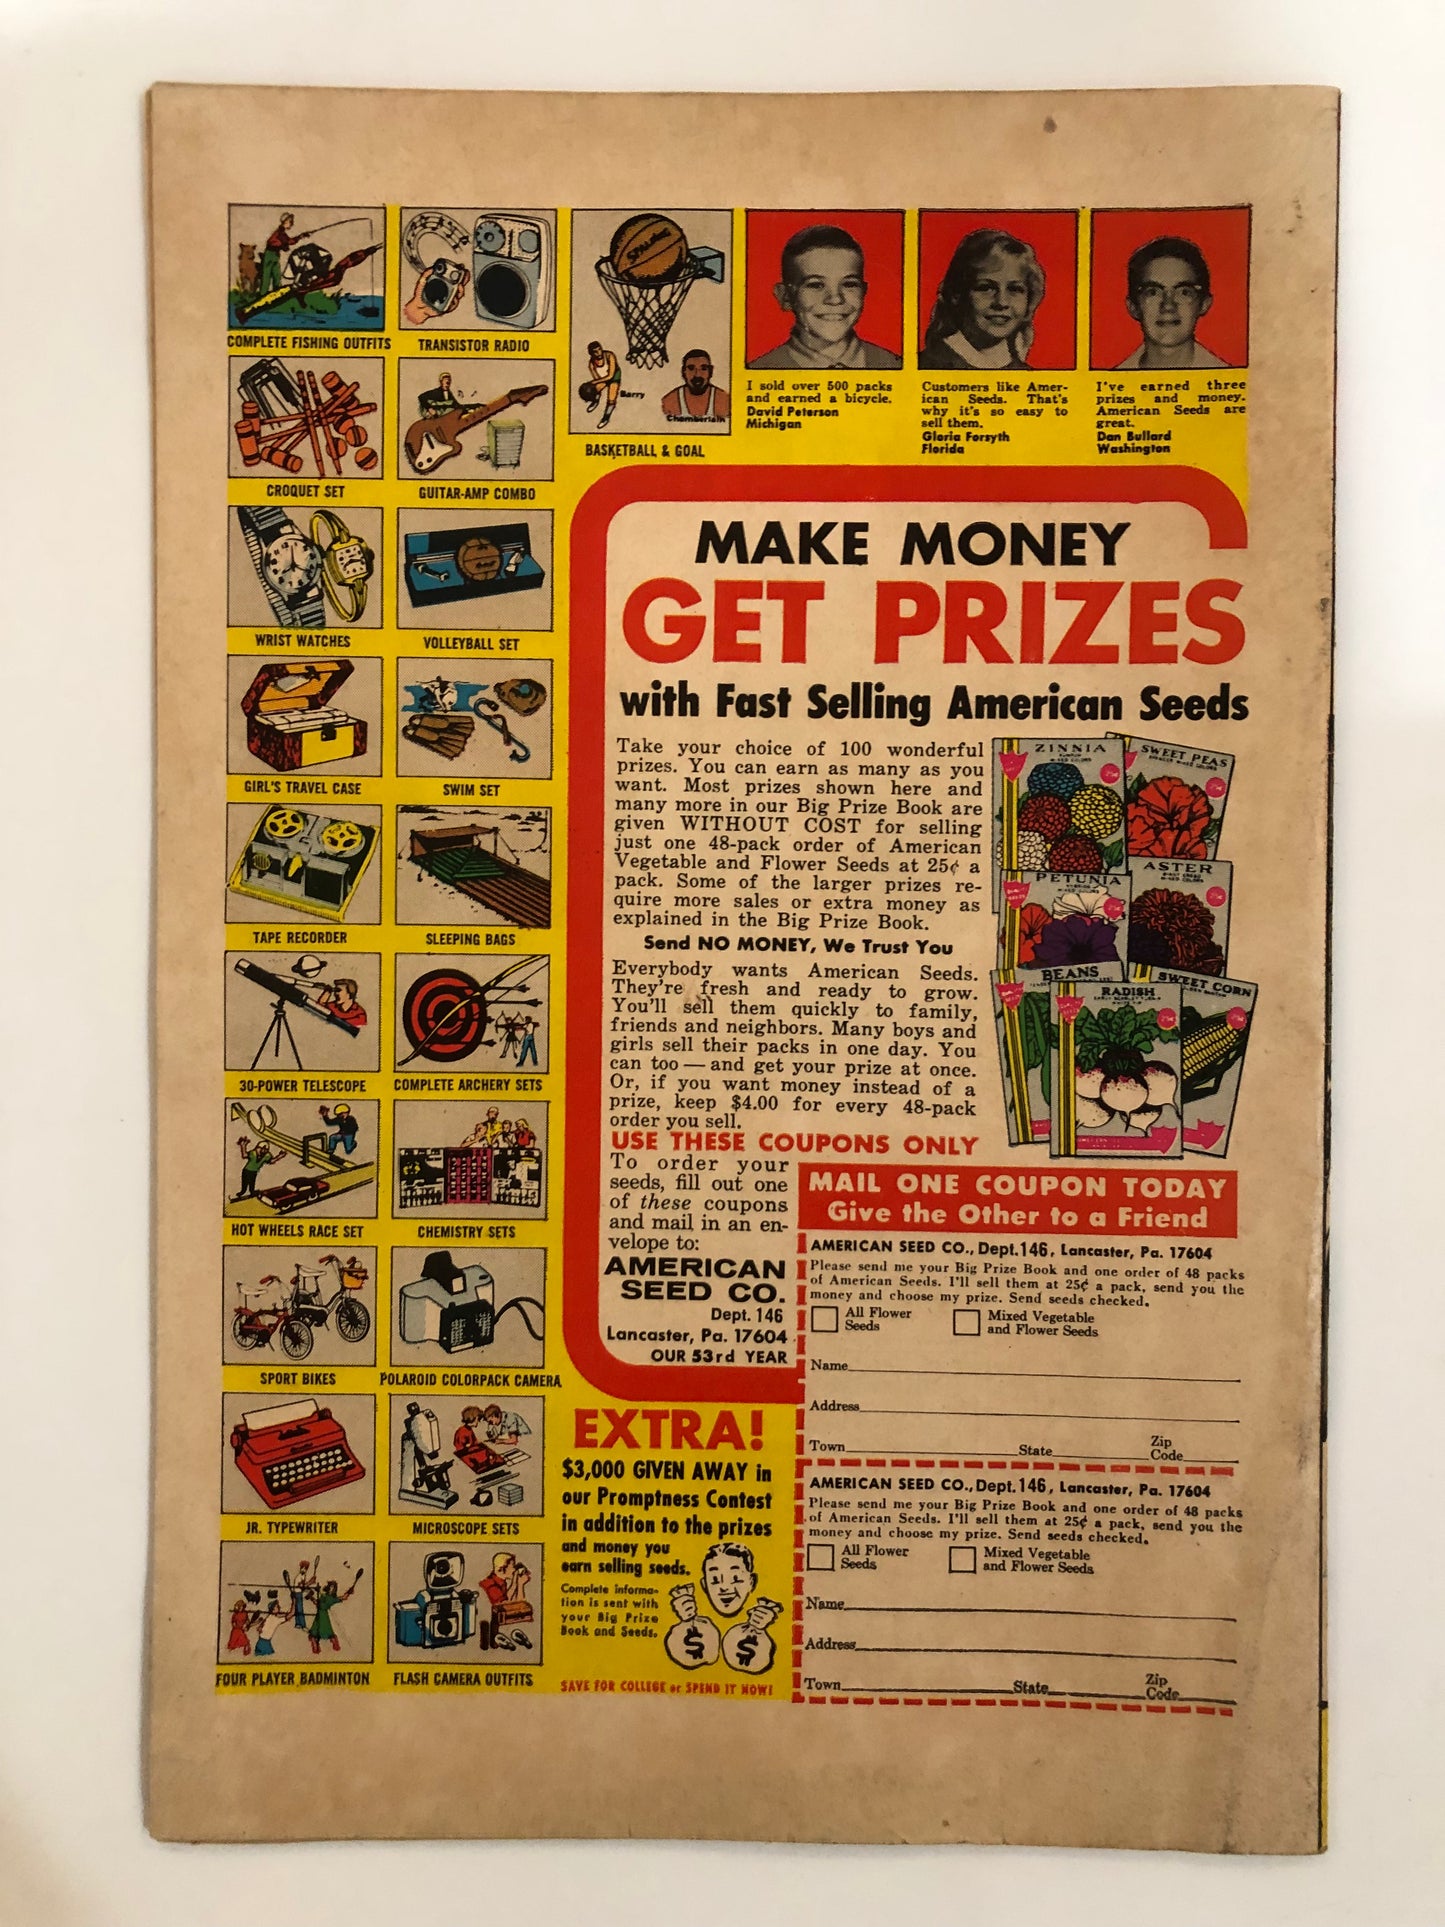 COMPLETE FISHING OUTFITS
TRANSISTOR RADIO
SPALDING
Barry
Chamberlain
BASKETBALL & GOAL
CROQUET SET
GUITAR-AMP COMBO
WRIST WATCHES
VOLLEYBALL SET
GIRL'S TRAVEL CASE
SWIM SET
TAPE RECORDER
SLEEPING BAGS
30-POWER TELESCOPE
COMPLETE ARCHERY SETS
HOT WHEELS RACE SET
CHEMISTRY SETS
SPORT BIKES
POLAROID COLORPACK CAMERA
JR. TYPEWRITER
MICROSCOPE SETS
FOUR PLAYER BADMINTON
FLASH CAMERA OUTFITS
I sold over 500 packs
and earned a bicycle.
David Peterson
Michigan
Customers like Amer-
ican Seeds. That's
why it's so easy to
sell them.
Gloria Forsyth
Florida
I've earned three
prizes and money.
American Seeds are
great.
Dan Bullard
Washington
MAKE MONEY
GET PRIZES
with Fast Selling American Seeds
Take your choice of 100 wonderful
prizes. You can earn as many as you
want. Most prizes shown here and
many more in our Big Prize Book are
given WITHOUT COST for selling
just one 48-pack order of American
Vegetable and Flower Seeds at 25¢ a
pack. Some of the larger prizes re-
quire more sales or extra money as
explained in the Big Prize Book.
Send NO MONEY, We Trust You
Everybody wants American Seeds.
They're fresh and ready to grow.
You'll sell them quickly to family,
friends and neighbors. Many boys and
girls sell their packs in one day. You
can too — and get your prize at once.
Or, if you want money instead of a
prize, keep $4.00 for every 48-pack
order you sell.
USE THESE COUPONS ONLY
To order your
seeds, fill out one
of these coupons
and mail in an en-
velope to:
AMERICAN
SEED CO.
Dept. 146
Lancaster, Pa. 17604
OUR 53rd YEAR
ZINNIA
SWEET PEAS
PETUNIA
ASTER
BEANS
RADISH
SWEET CORN
MAIL ONE COUPON TODAY
Give the Other to a Friend
AMERICAN SEED CO., Dept. 146, Lancaster, Pa. 17604
Please send me your Big Prize Book and one order of 48 packs
of American Seeds. I'll sell them at 25¢ a pack, send you the
money and choose my prize. Send seeds checked.
All Flower
Seeds
Mixed Vegetable
and Flower Seeds
Name
Address
Town State Zip
Code
AMERICAN SEED CO., Dept. 146, Lancaster, Pa. 17604
Please send me your Big Prize Book and one order of 48 packs
of American Seeds. I'll sell them at 25¢ a pack, send you the
money and choose my prize. Send seeds checked.
All Flower
Seeds
Mixed Vegetable
and Flower Seeds
Name
Address
Town State Zip
Code
EXTRA!
$3,000 GIVEN AWAY in
our Promptness Contest
in addition to the prizes
and money you
earn selling seeds.
Complete informa-
tion is sent with
your Big Prize
Book and Seeds.
$ $
SAVE FOR COLLEGE or SPEND IT NOW!